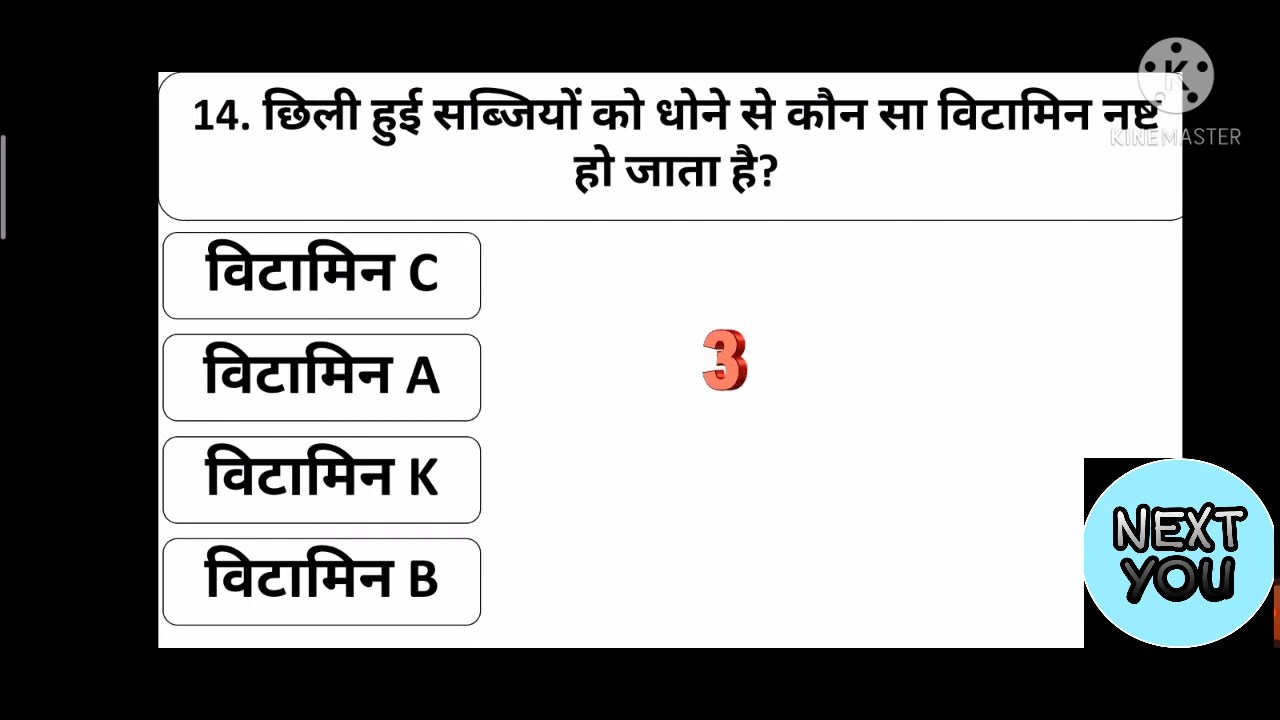 K
KINEMASTER
14. छिली हुई सब्जियों को धोने से कौन सा विटामिन नष्ट
हो जाता है?
विटामिन C
विटामिन A
3
विटामिन K
विटामिन B
NEXT
YOU